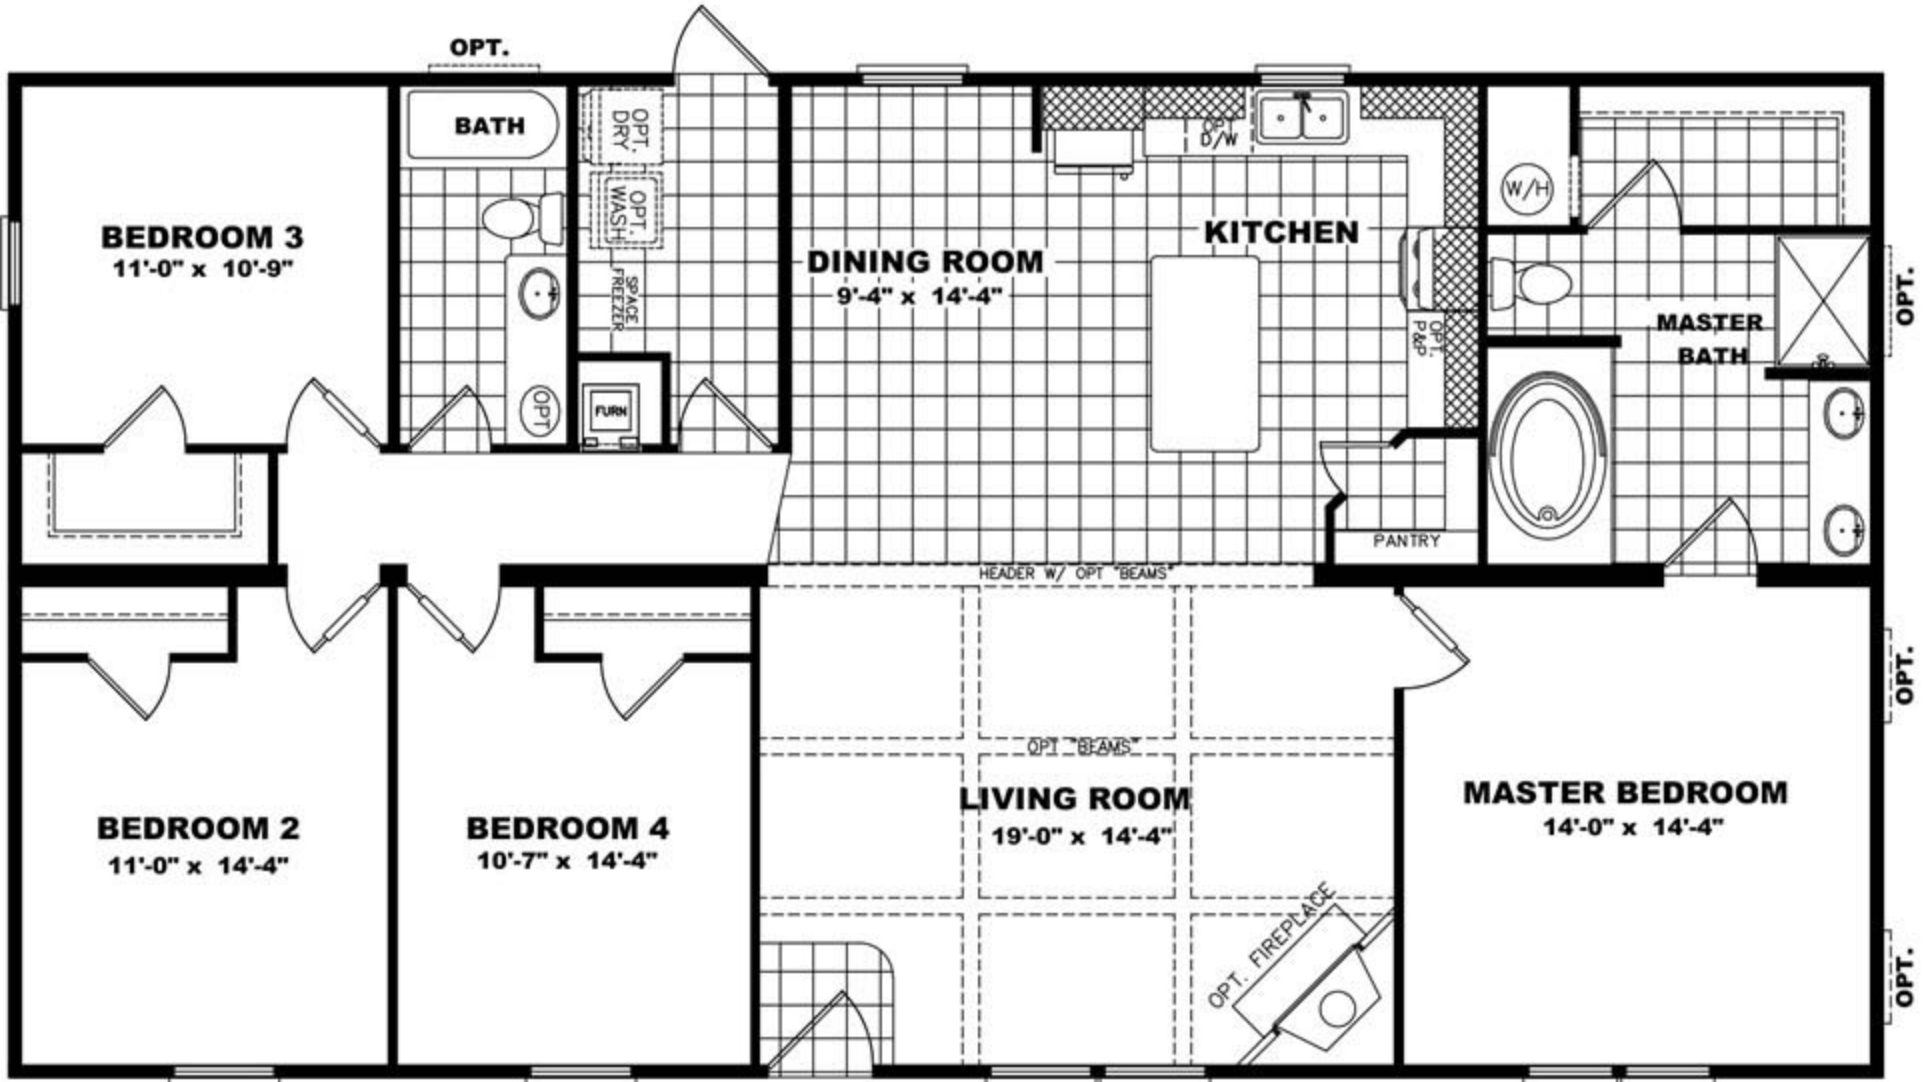 OPT.
BATH
OPT.
DRY
OPT.
WASH
SPACE
FREEZER
FURN
OPT
BEDROOM 3
11'-0" x 10'-9"
DINING ROOM
9'-4" x 14'-4"
KITCHEN
OPT
D/W
OPT.
P&P
PANTRY
W/H
MASTER
BATH
OPT.
HEADER W/ OPT "BEAMS"
OPT "BEAMS"
LIVING ROOM
19'-0" x 14'-4"
OPT. FIREPLACE
BEDROOM 2
11'-0" x 14'-4"
BEDROOM 4
10'-7" x 14'-4"
MASTER BEDROOM
14'-0" x 14'-4"
OPT.
OPT.